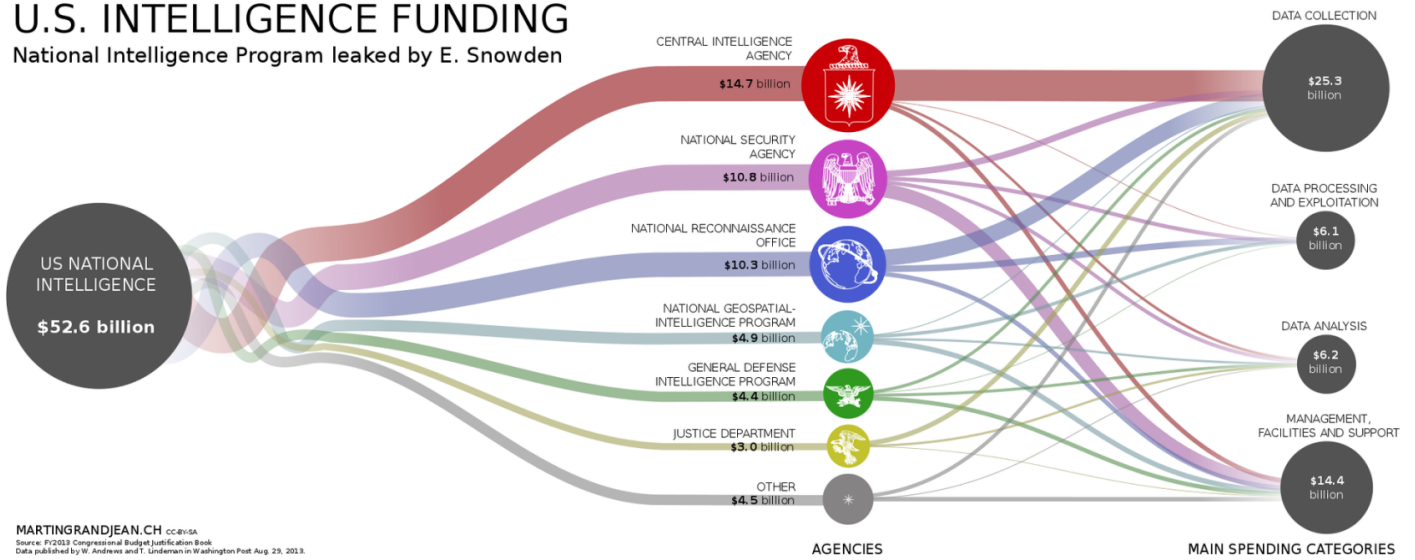 U.S. INTELLIGENCE FUNDING
National Intelligence Program leaked by E. Snowden
US NATIONAL
INTELLIGENCE
$52.6 billion
CENTRAL INTELLIGENCE
AGENCY
$14.7 billion
NATIONAL SECURITY
AGENCY
$10.8 billion
NATIONAL RECONNAISSANCE
OFFICE
$10.3 billion
NATIONAL GEOSPATIAL-
INTELLIGENCE PROGRAM
$4.9 billion
GENERAL DEFENSE
INTELLIGENCE PROGRAM
$4.4 billion
JUSTICE DEPARTMENT
$3.0 billion
OTHER
$4.5 billion
AGENCIES
DATA COLLECTION
$25.3
billion
DATA PROCESSING
AND EXPLOITATION
$6.1
billion
DATA ANALYSIS
$6.2
billion
MANAGEMENT,
FACILITIES AND SUPPORT
$14.4
billion
MAIN SPENDING CATEGORIES
MARTINGRANDJEAN.CH CC-BY-SA
Source: FY2013 Congressional Budget Justification Book
Data published by W. Andrews and T. Lindeman in Washington Post Aug. 29, 2013.